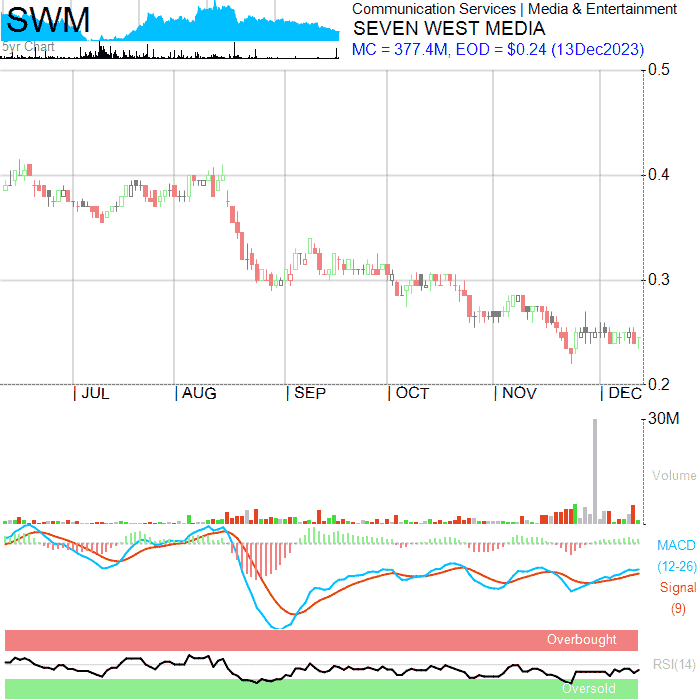 SWM
5yr Chart
Communication Services | Media & Entertainment
SEVEN WEST MEDIA
MC = 377.4M, EOD = $0.24 (13Dec2023)
0.5
0.4
0.3
0.2
| JUL | AUG | SEP | OCT | NOV | DEC
30M
Volume
MACD
(12-26)
Signal
(9)
Overbought
RSI(14)
Oversold